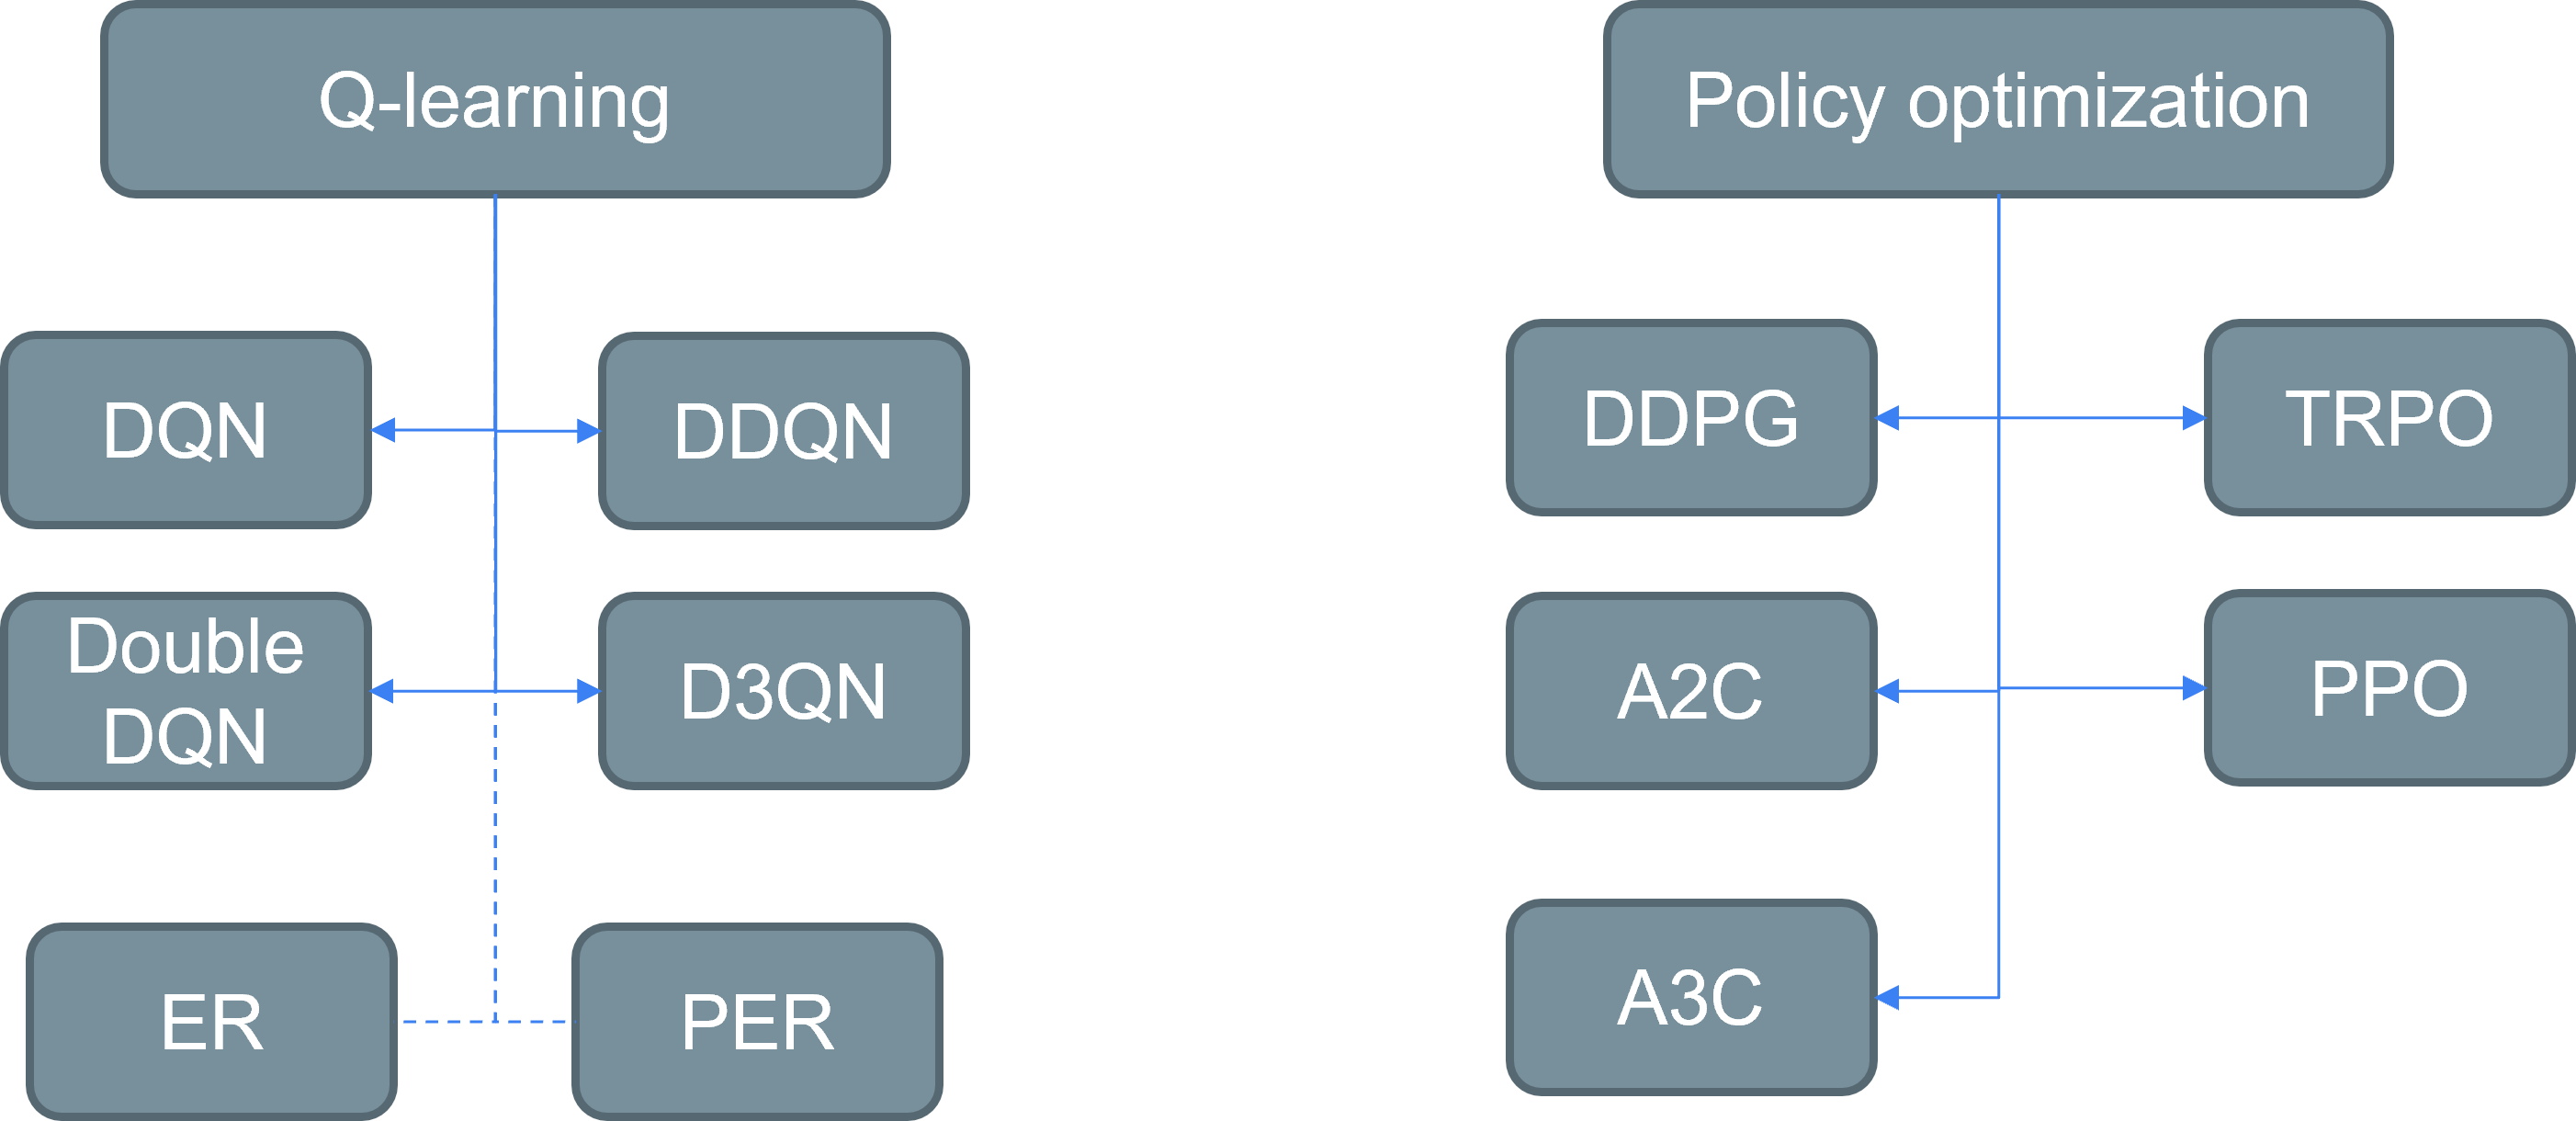 Q-learning
Policy optimization
DQN
DDQN
DDPG
TRPO
Double
DQN
D3QN
A2C
PPO
ER
PER
A3C